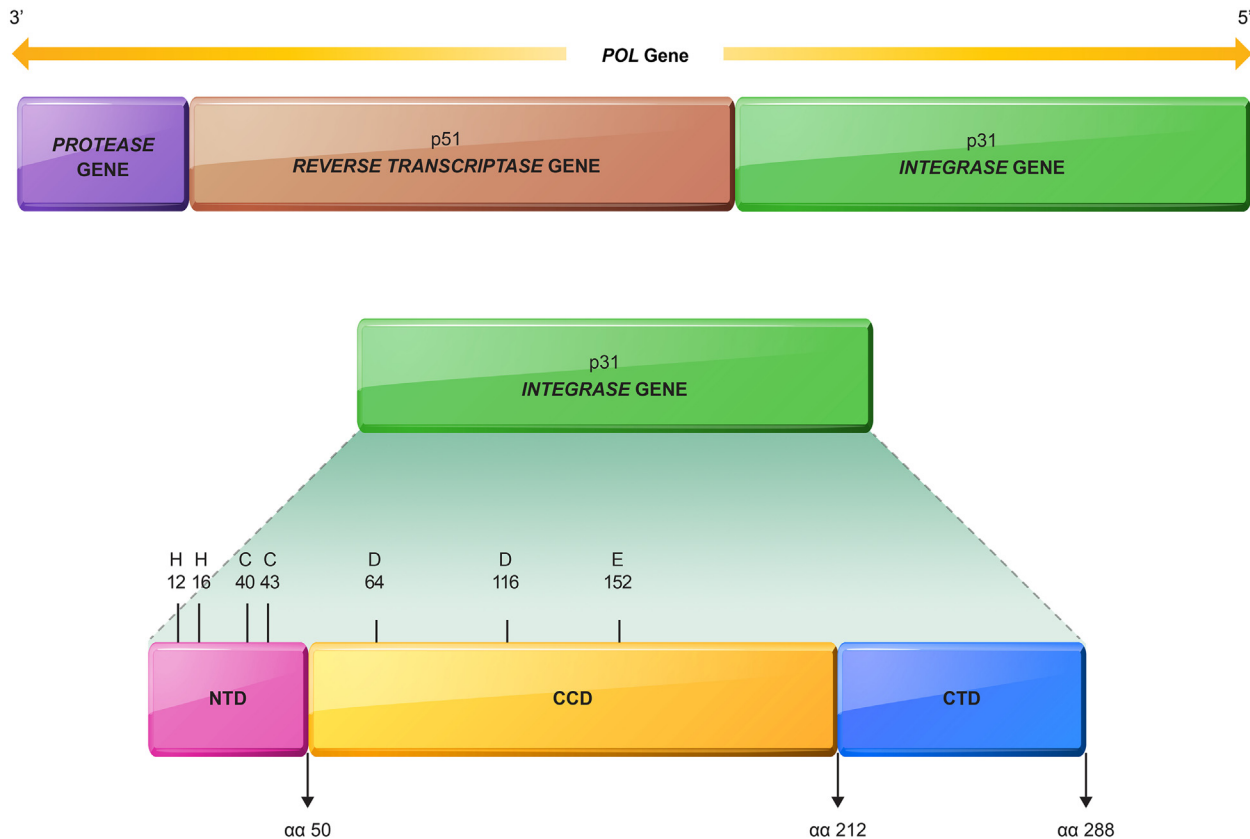 3’
5’
POL Gene
PROTEASE
GENE
p51
REVERSE TRANSCRIPTASE GENE
p31
INTEGRASE GENE
p31
INTEGRASE GENE
H
12
H
16
C
40
C
43
D
64
D
116
E
152
NTD
CCD
CTD
αα 50
αα 212
αα 288